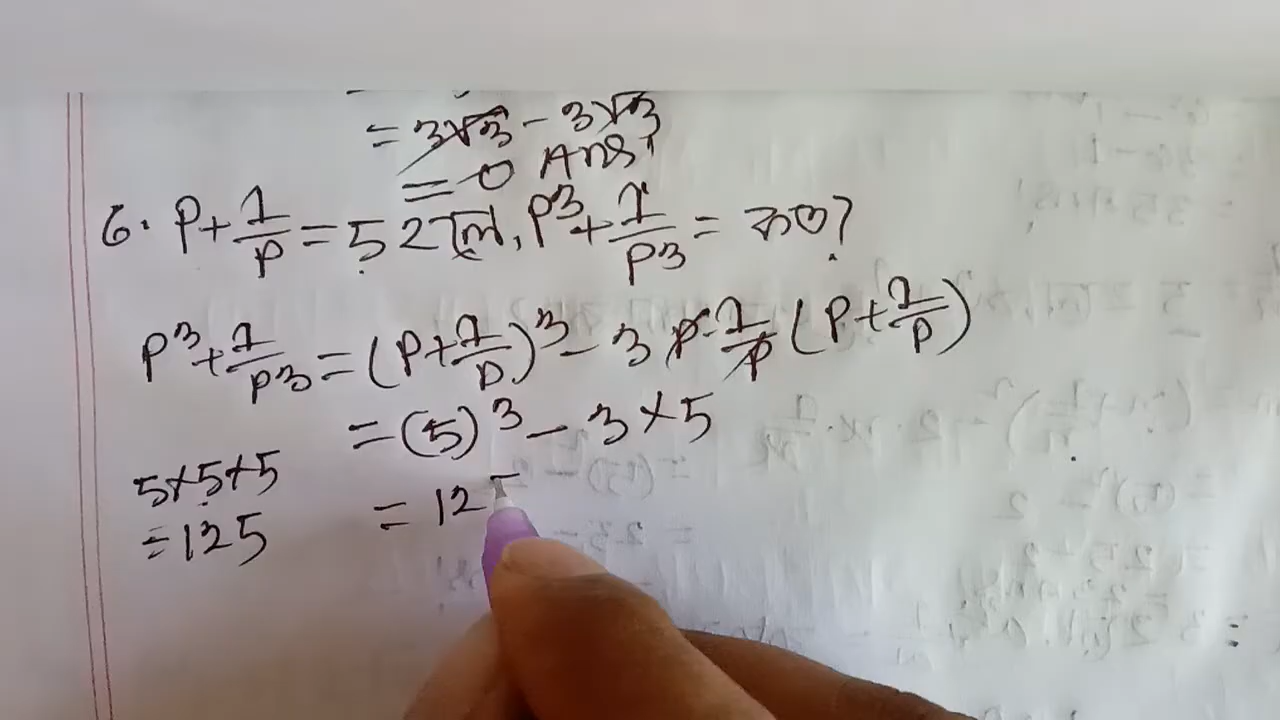 = 3√3 - 3√3
= 0 Ans:
6. P+1/P = 5 হলে, P³+1/P³ = কত?
P³+1/P³ = (P+1/P)³ - 3 P·1/P (P+1/P)
= (5)³ - 3×5
5×5×5
= 125
= 12